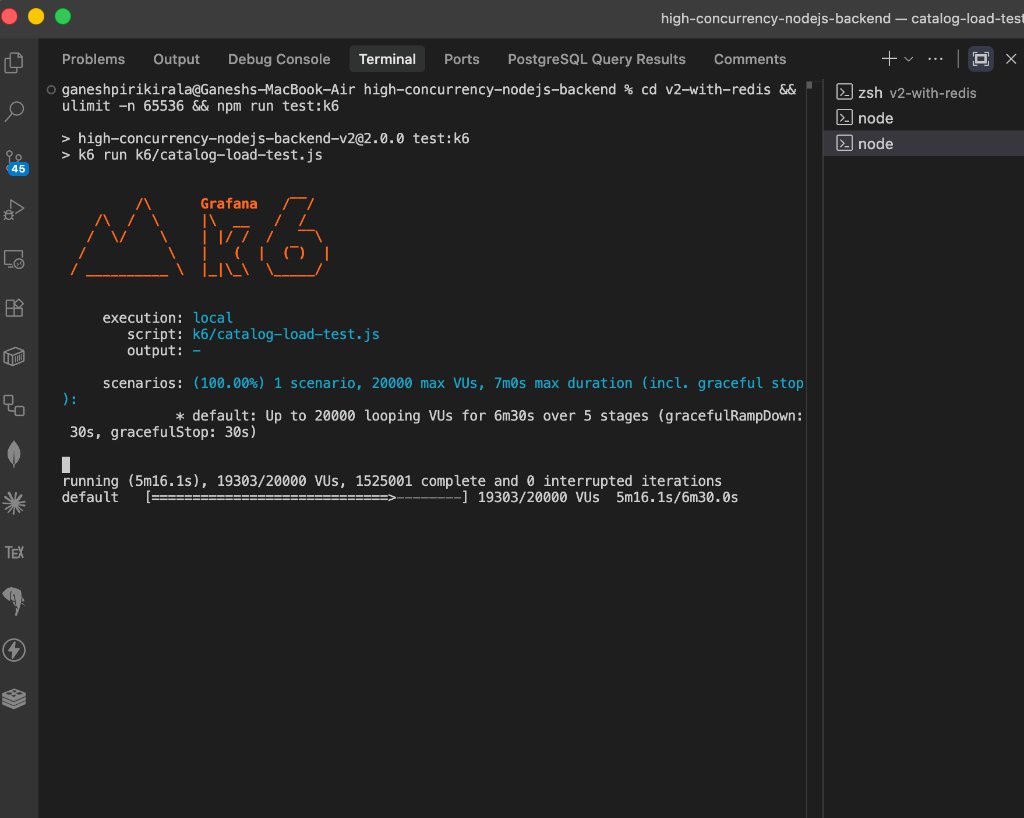 high-concurrency-nodejs-backend — catalog-load-test
Problems Output Debug Console Terminal Ports PostgreSQL Query Results Comments
ganeshpirikirala@Ganeshs-MacBook-Air high-concurrency-nodejs-backend % cd v2-with-redis &&
ulimit -n 65536 && npm run test:k6
> high-concurrency-nodejs-backend-v2@2.0.0 test:k6
> k6 run k6/catalog-load-test.js
Grafana
execution: local
script: k6/catalog-load-test.js
output: -
scenarios: (100.00%) 1 scenario, 20000 max VUs, 7m0s max duration (incl. graceful stop
):
* default: Up to 20000 looping VUs for 6m30s over 5 stages (gracefulRampDown:
30s, gracefulStop: 30s)
running (5m16.1s), 19303/20000 VUs, 1525001 complete and 0 interrupted iterations
default [==============================>--------] 19303/20000 VUs 5m16.1s/6m30.0s
zsh v2-with-redis
node
node
45
TEX